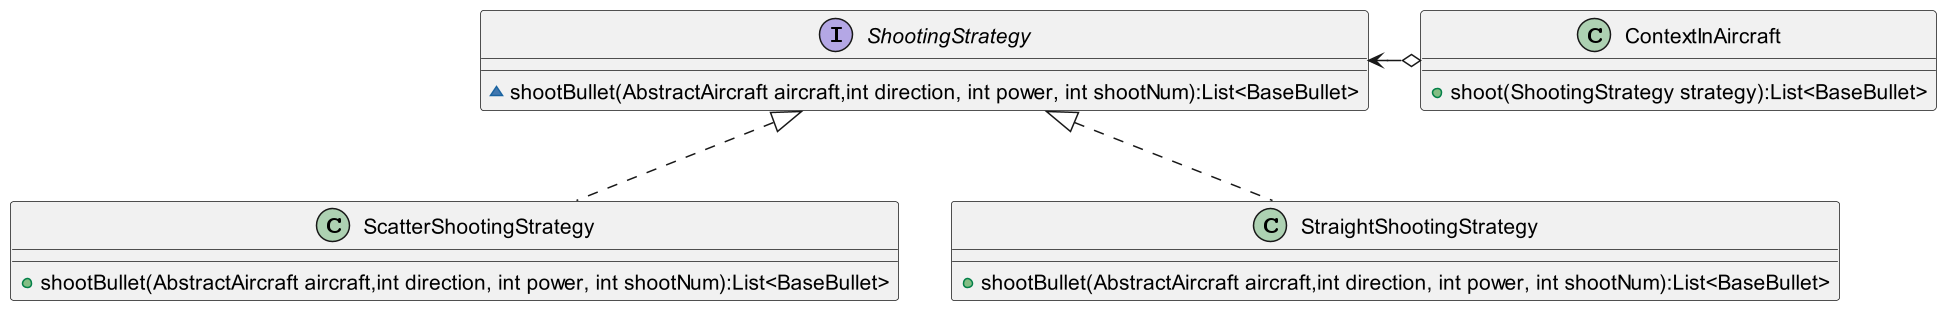 I ShootingStrategy
shootBullet(AbstractAircraft aircraft,int direction, int power, int shootNum):List<BaseBullet>
C ContextInAircraft
shoot(ShootingStrategy strategy):List<BaseBullet>
C ScatterShootingStrategy
shootBullet(AbstractAircraft aircraft,int direction, int power, int shootNum):List<BaseBullet>
C StraightShootingStrategy
shootBullet(AbstractAircraft aircraft,int direction, int power, int shootNum):List<BaseBullet>